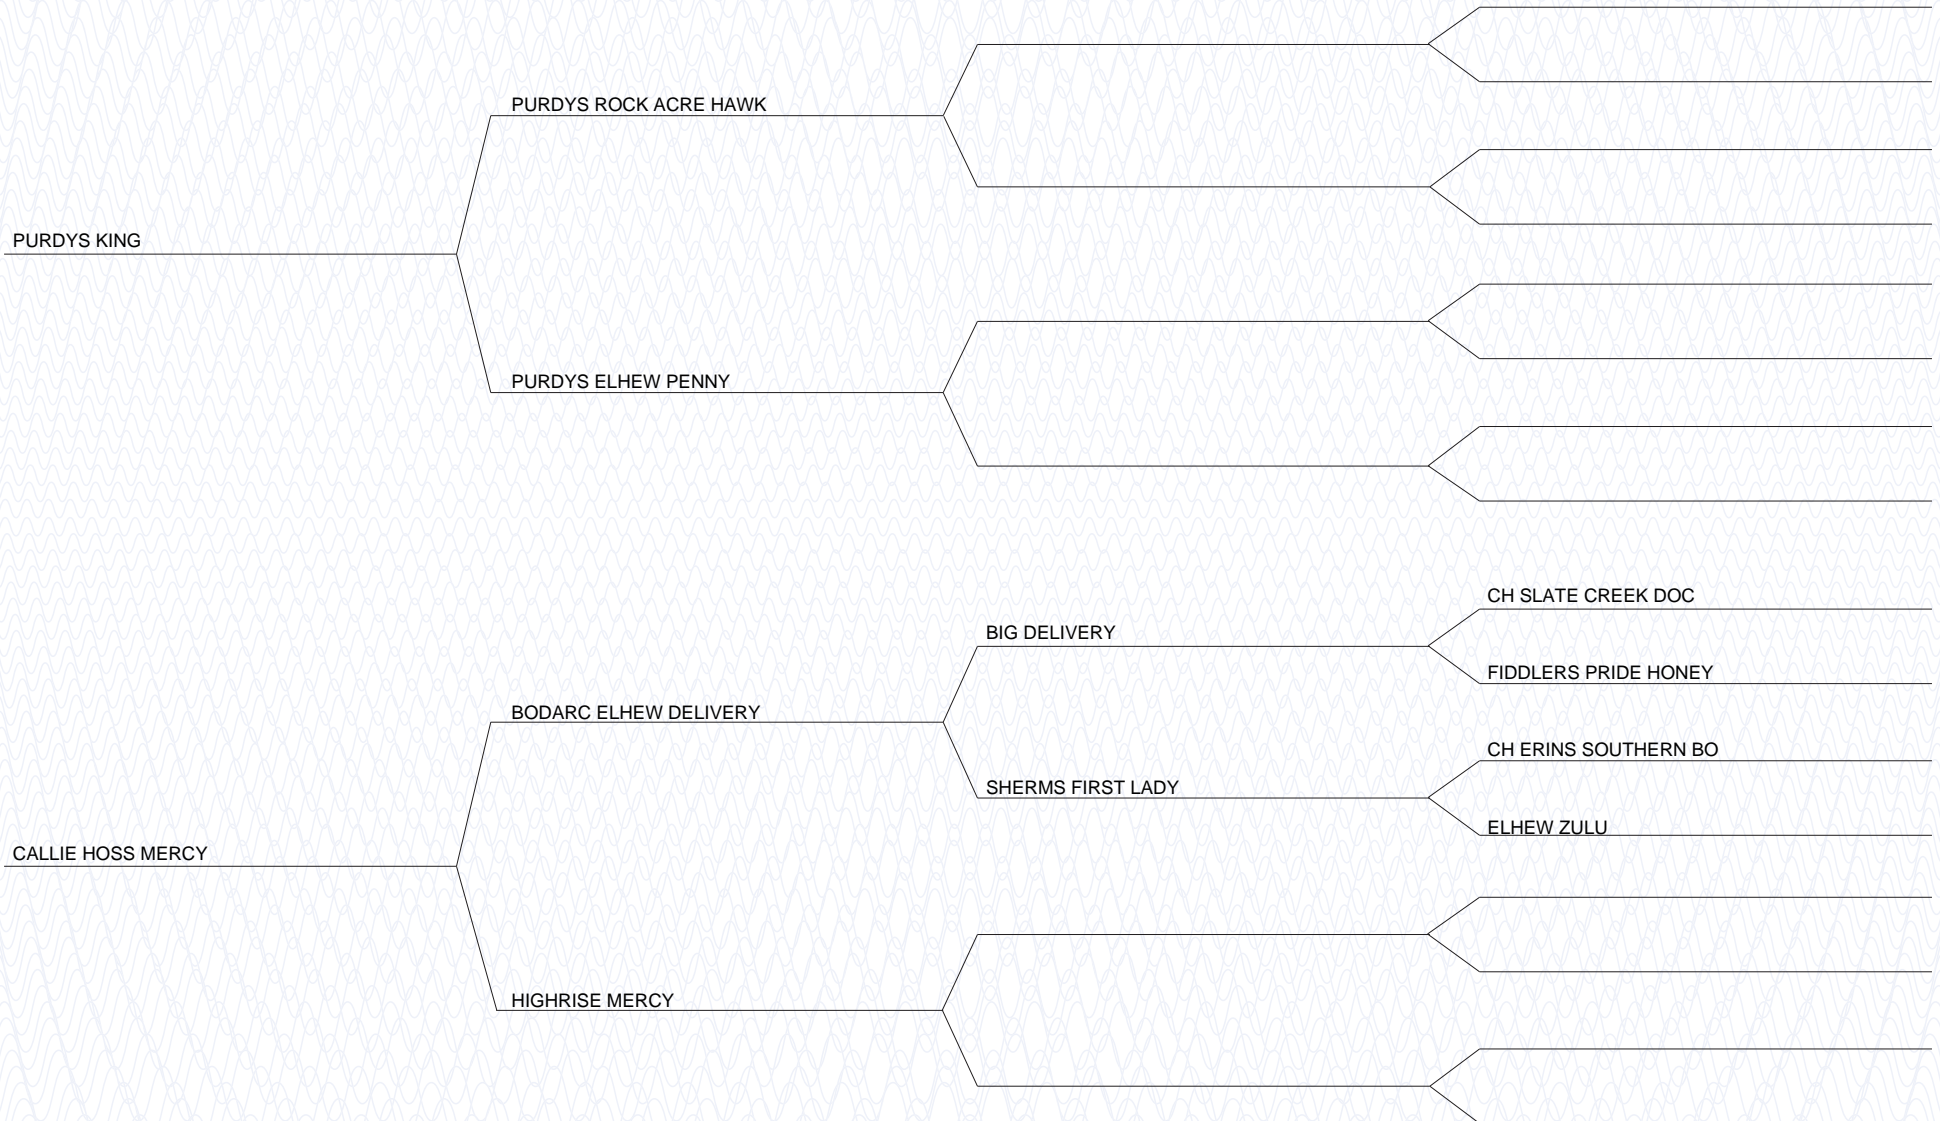 PURDYS ROCK ACRE HAWK
PURDYS KING
PURDYS ELHEW PENNY
CH SLATE CREEK DOC
BIG DELIVERY
FIDDLERS PRIDE HONEY
BODARC ELHEW DELIVERY
CH ERINS SOUTHERN BO
SHERMS FIRST LADY
ELHEW ZULU
CALLIE HOSS MERCY
HIGHRISE MERCY